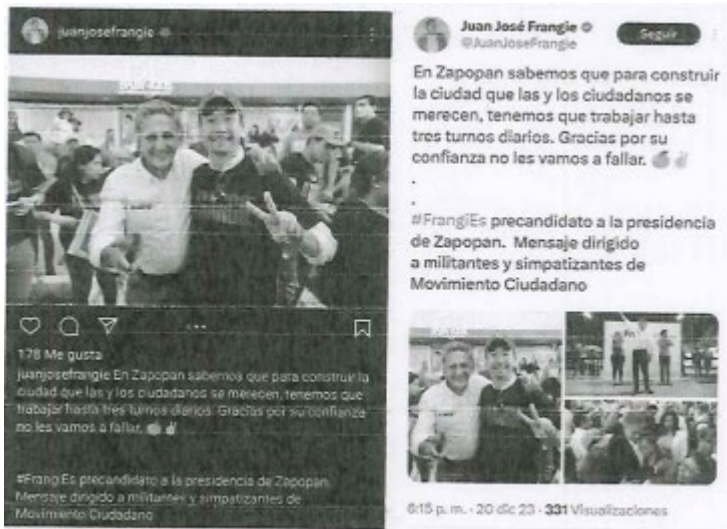 juanjosefrangie
178 Me gusta
juanjosefrangie En Zapopan sabemos que para construir la
ciudad que las y los ciudadanos se merecen, tenemos que
trabajar hasta tres turnos diarios. Gracias por su confianza
no les vamos a fallar. 🍊✌
#FrangiEs precandidato a la presidencia de Zapopan.
Mensaje dirigido a militantes y simpatizantes de
Movimiento Ciudadano
Juan José Frangie
@JuanJoseFrangie
Seguir
En Zapopan sabemos que para construir
la ciudad que las y los ciudadanos se
merecen, tenemos que trabajar hasta
tres turnos diarios. Gracias por su
confianza no les vamos a fallar. 🍊✌
.
.
#FrangiEs precandidato a la presidencia
de Zapopan. Mensaje dirigido
a militantes y simpatizantes de
Movimiento Ciudadano
6:15 p. m. · 20 dic 23 · 331 Visualizaciones